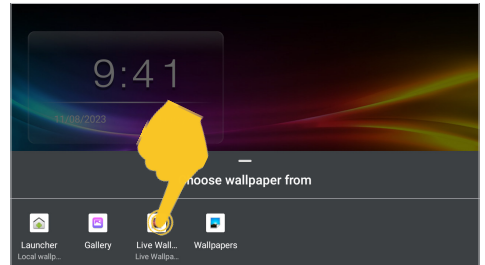 9:41
11/08/2023
hoose wallpaper from
Launcher
Local wallp...
Gallery
Live Wall...
Live Wallpa...
Wallpapers